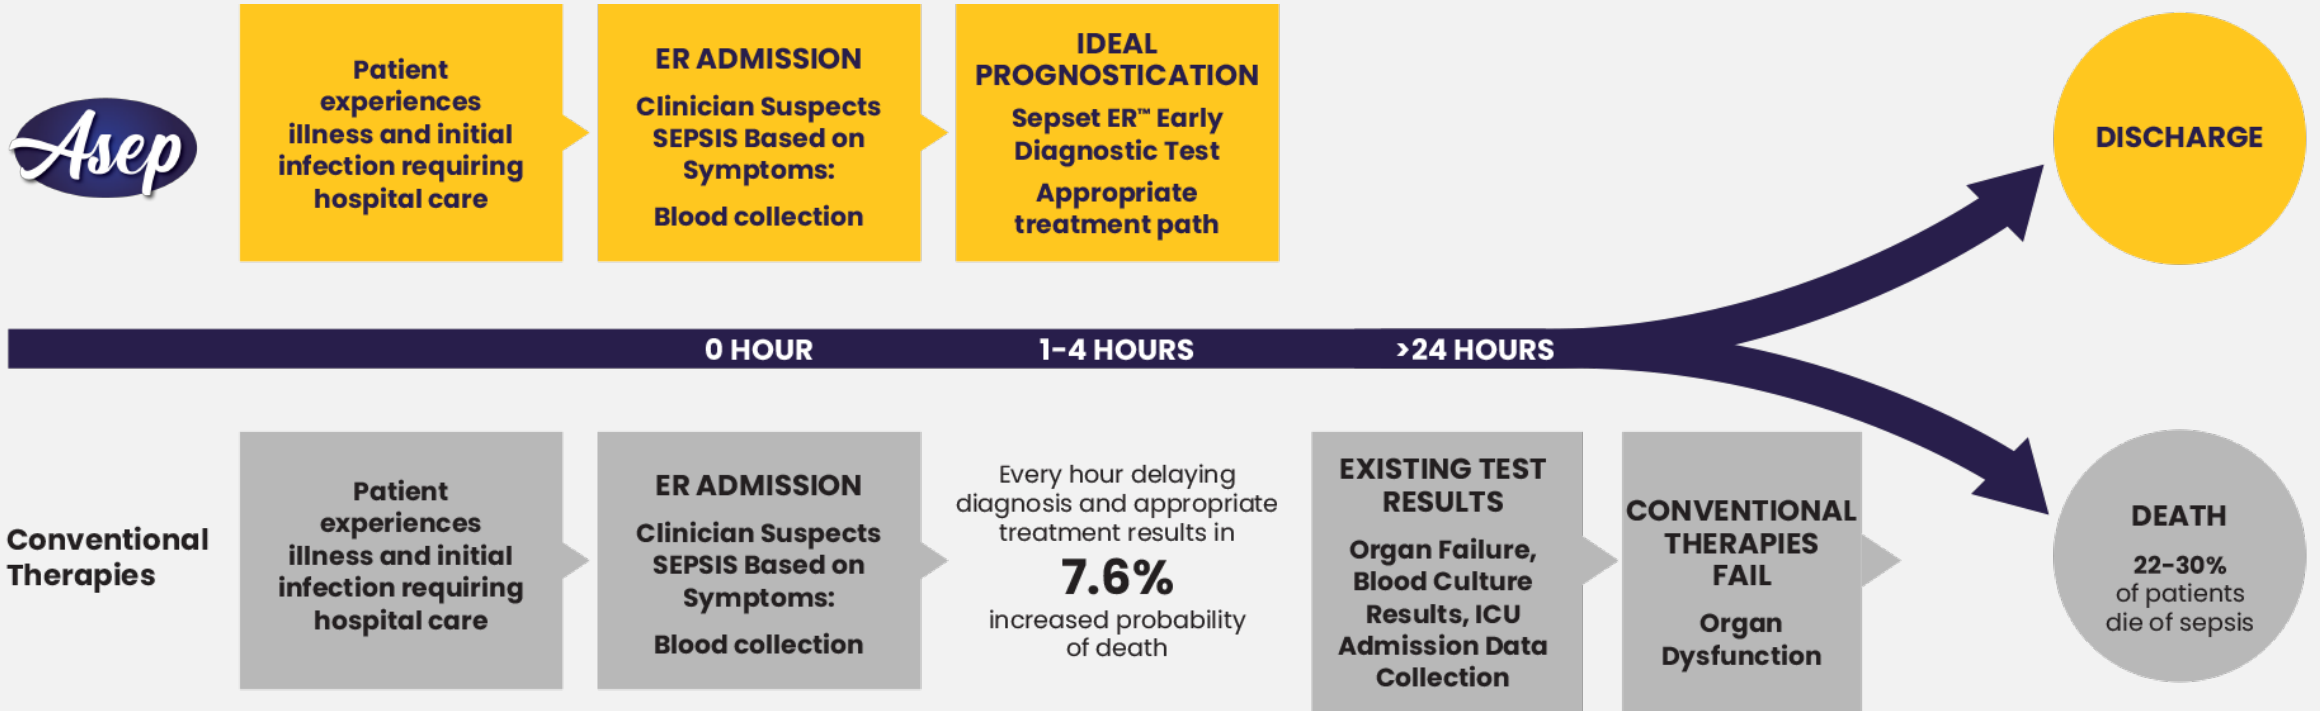 Asep
Patient
experiences
illness and initial
infection requiring
hospital care
ER ADMISSION
Clinician Suspects
SEPSIS Based on
Symptoms:
Blood collection
IDEAL
PROGNOSTICATION
Sepset ER™ Early
Diagnostic Test
Appropriate
treatment path
DISCHARGE
0 HOUR
1-4 HOURS
>24 HOURS
Conventional
Therapies
Patient
experiences
illness and initial
infection requiring
hospital care
ER ADMISSION
Clinician Suspects
SEPSIS Based on
Symptoms:
Blood collection
Every hour delaying
diagnosis and appropriate
treatment results in
7.6%
increased probability
of death
EXISTING TEST
RESULTS
Organ Failure,
Blood Culture
Results, ICU
Admission Data
Collection
CONVENTIONAL
THERAPIES
FAIL
Organ
Dysfunction
DEATH
22-30%
of patients
die of sepsis